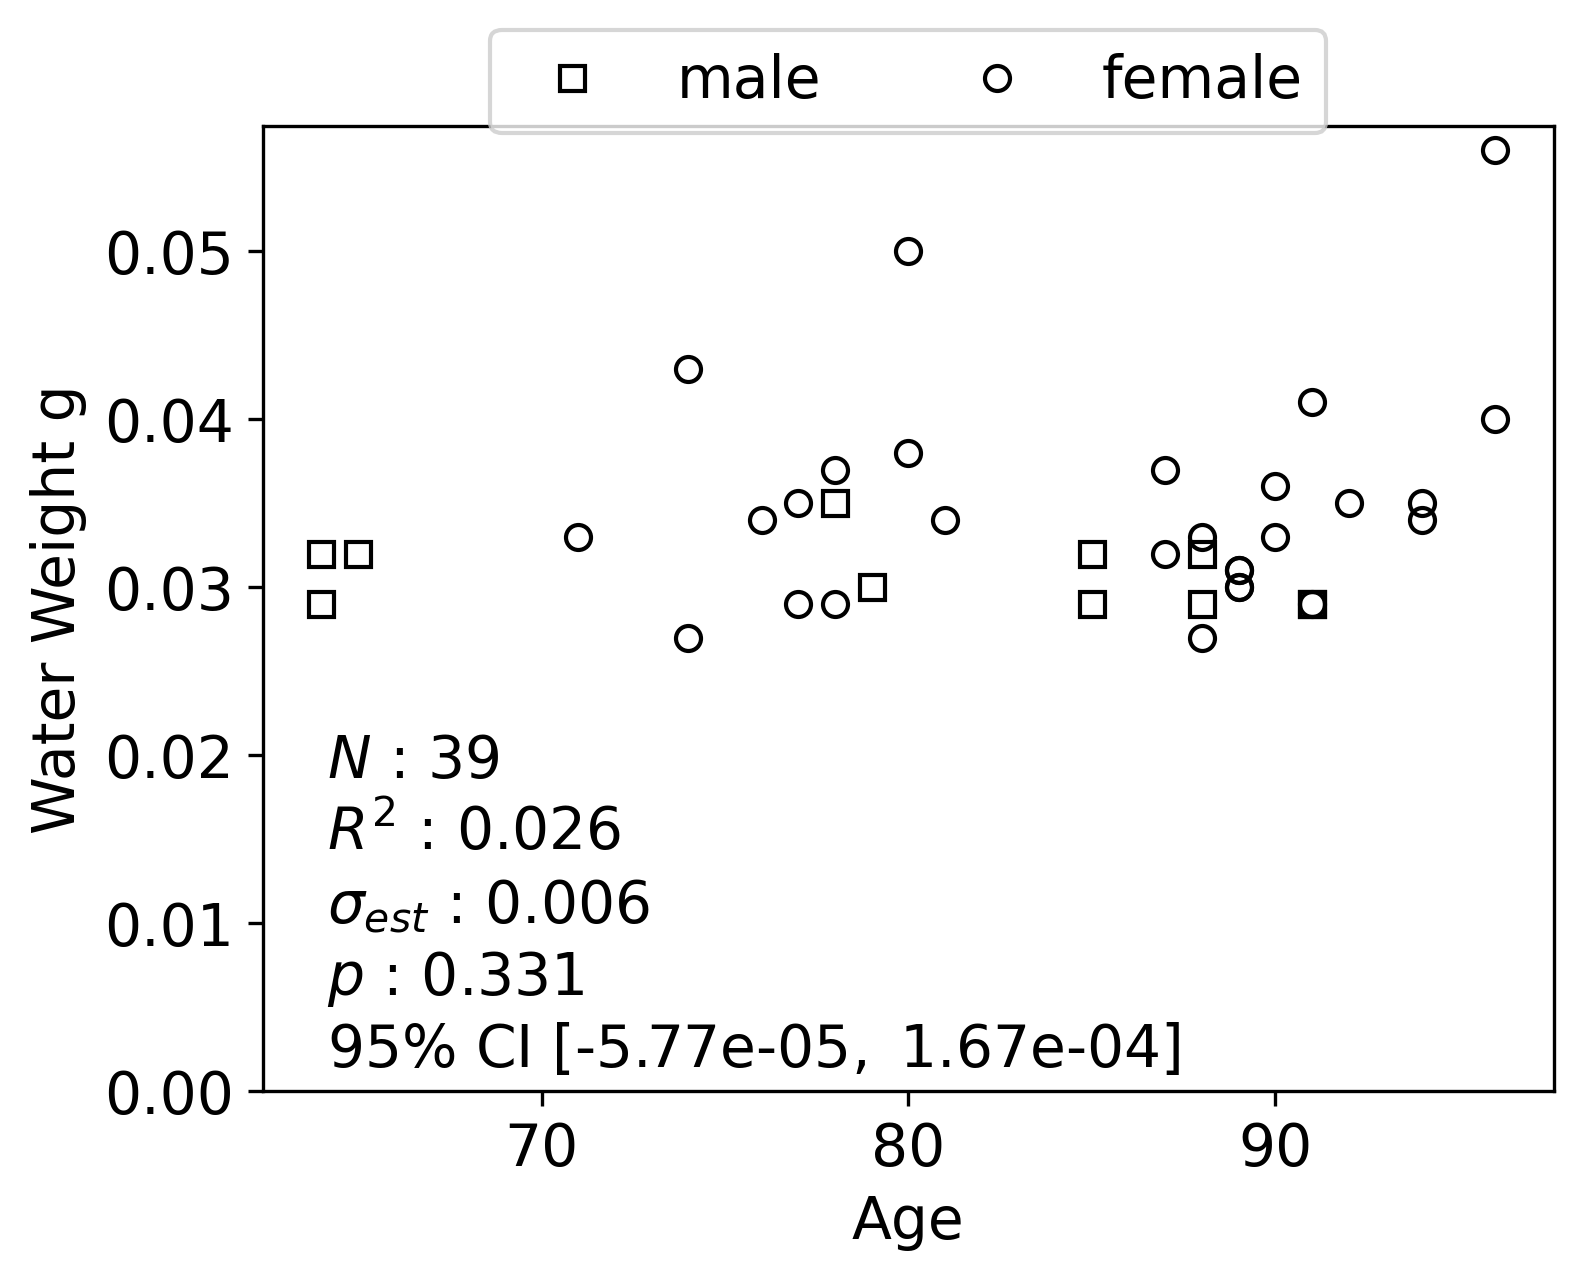 male female
0.05
0.04
0.03
0.02
0.01
0.00
Water Weight g
N : 39
R² : 0.026
σest : 0.006
p : 0.331
95% CI [-5.77e-05, 1.67e-04]
70 80 90
Age